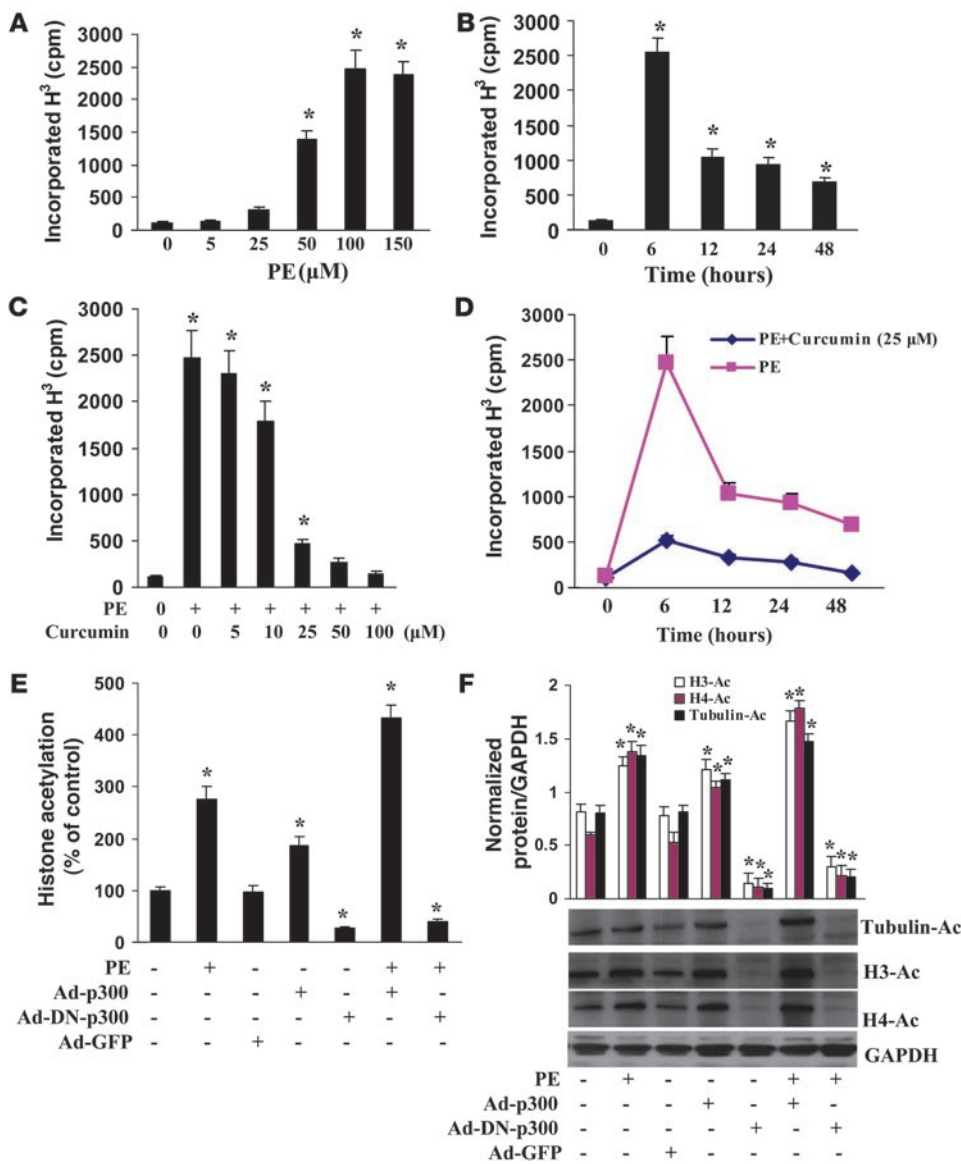 A
Incorporated H³ (cpm)
3000
2500
2000
1500
1000
500
0
* * *
0 5 25 50 100 150
PE (µM)
B
Incorporated H³ (cpm)
3000
2500
2000
1500
1000
500
0
* * * *
0 6 12 24 48
Time (hours)
C
Incorporated H³ (cpm)
3000
2500
2000
1500
1000
500
0
* * * *
PE 0 + + + + + +
Curcumin 0 0 5 10 25 50 100 (µM)
D
Incorporated H³ (cpm)
3000
2500
2000
1500
1000
500
0
PE+Curcumin (25 µM)
PE
0 6 12 24 48
Time (hours)
E
Histone acetylation
(% of control)
500
400
300
200
100
0
* * * * *
PE - + - - - + +
Ad-p300 - - - + - + -
Ad-DN-p300 - - - - + - +
Ad-GFP - - + - - - -
F
Normalized
protein/GAPDH
2
1.5
1
0.5
0
H3-Ac
H4-Ac
Tubulin-Ac
* * * * * * * * * * * * * * *
Tubulin-Ac
H3-Ac
H4-Ac
GAPDH
PE - + - - - + +
Ad-p300 - - - + - + -
Ad-DN-p300 - - - - + - +
Ad-GFP - - + - - - -